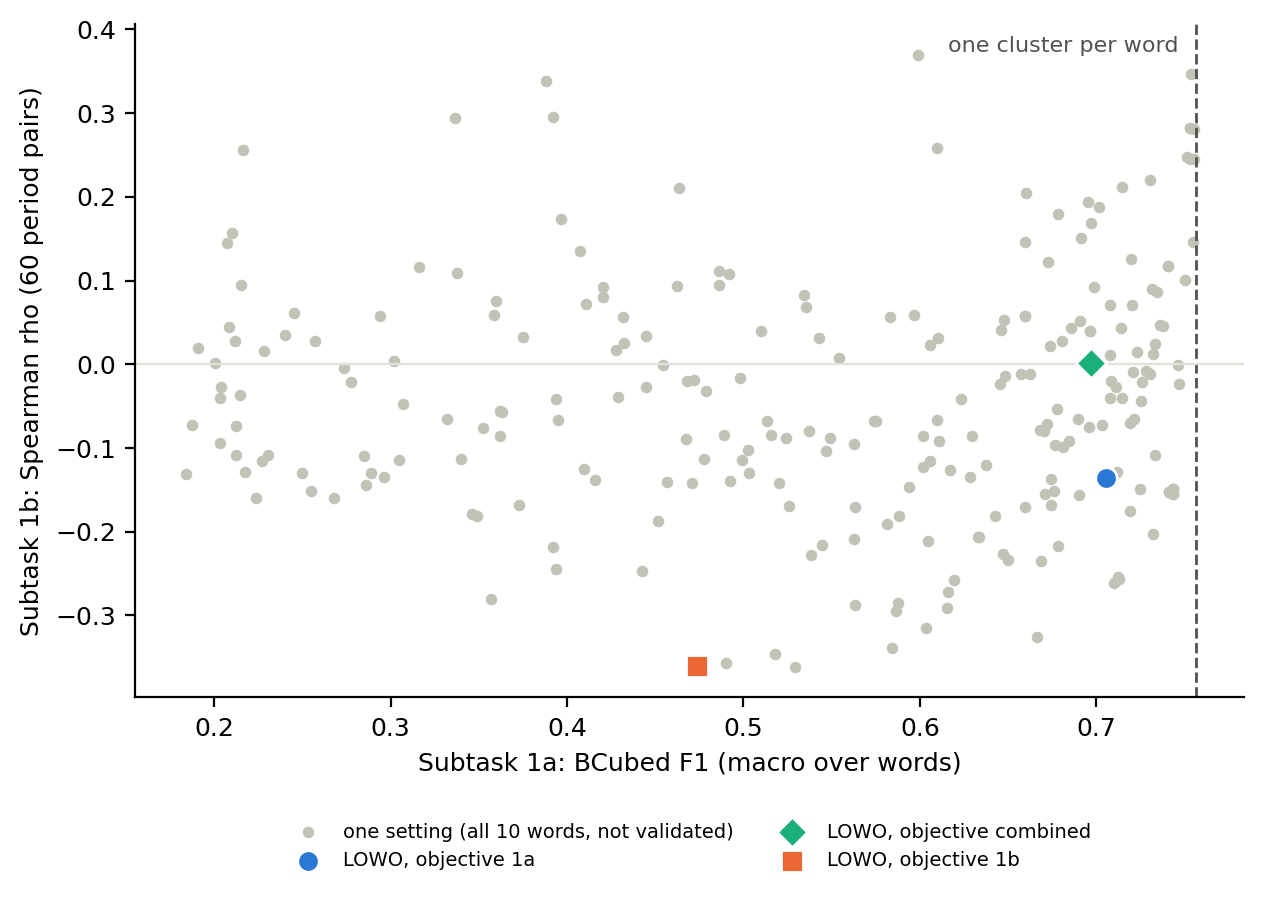 one cluster per word
0.4
0.3
0.2
0.1
0.0
−0.1
−0.2
−0.3
Subtask 1b: Spearman rho (60 period pairs)
0.2 0.3 0.4 0.5 0.6 0.7
Subtask 1a: BCubed F1 (macro over words)
one setting (all 10 words, not validated)
LOWO, objective 1a
LOWO, objective combined
LOWO, objective 1b